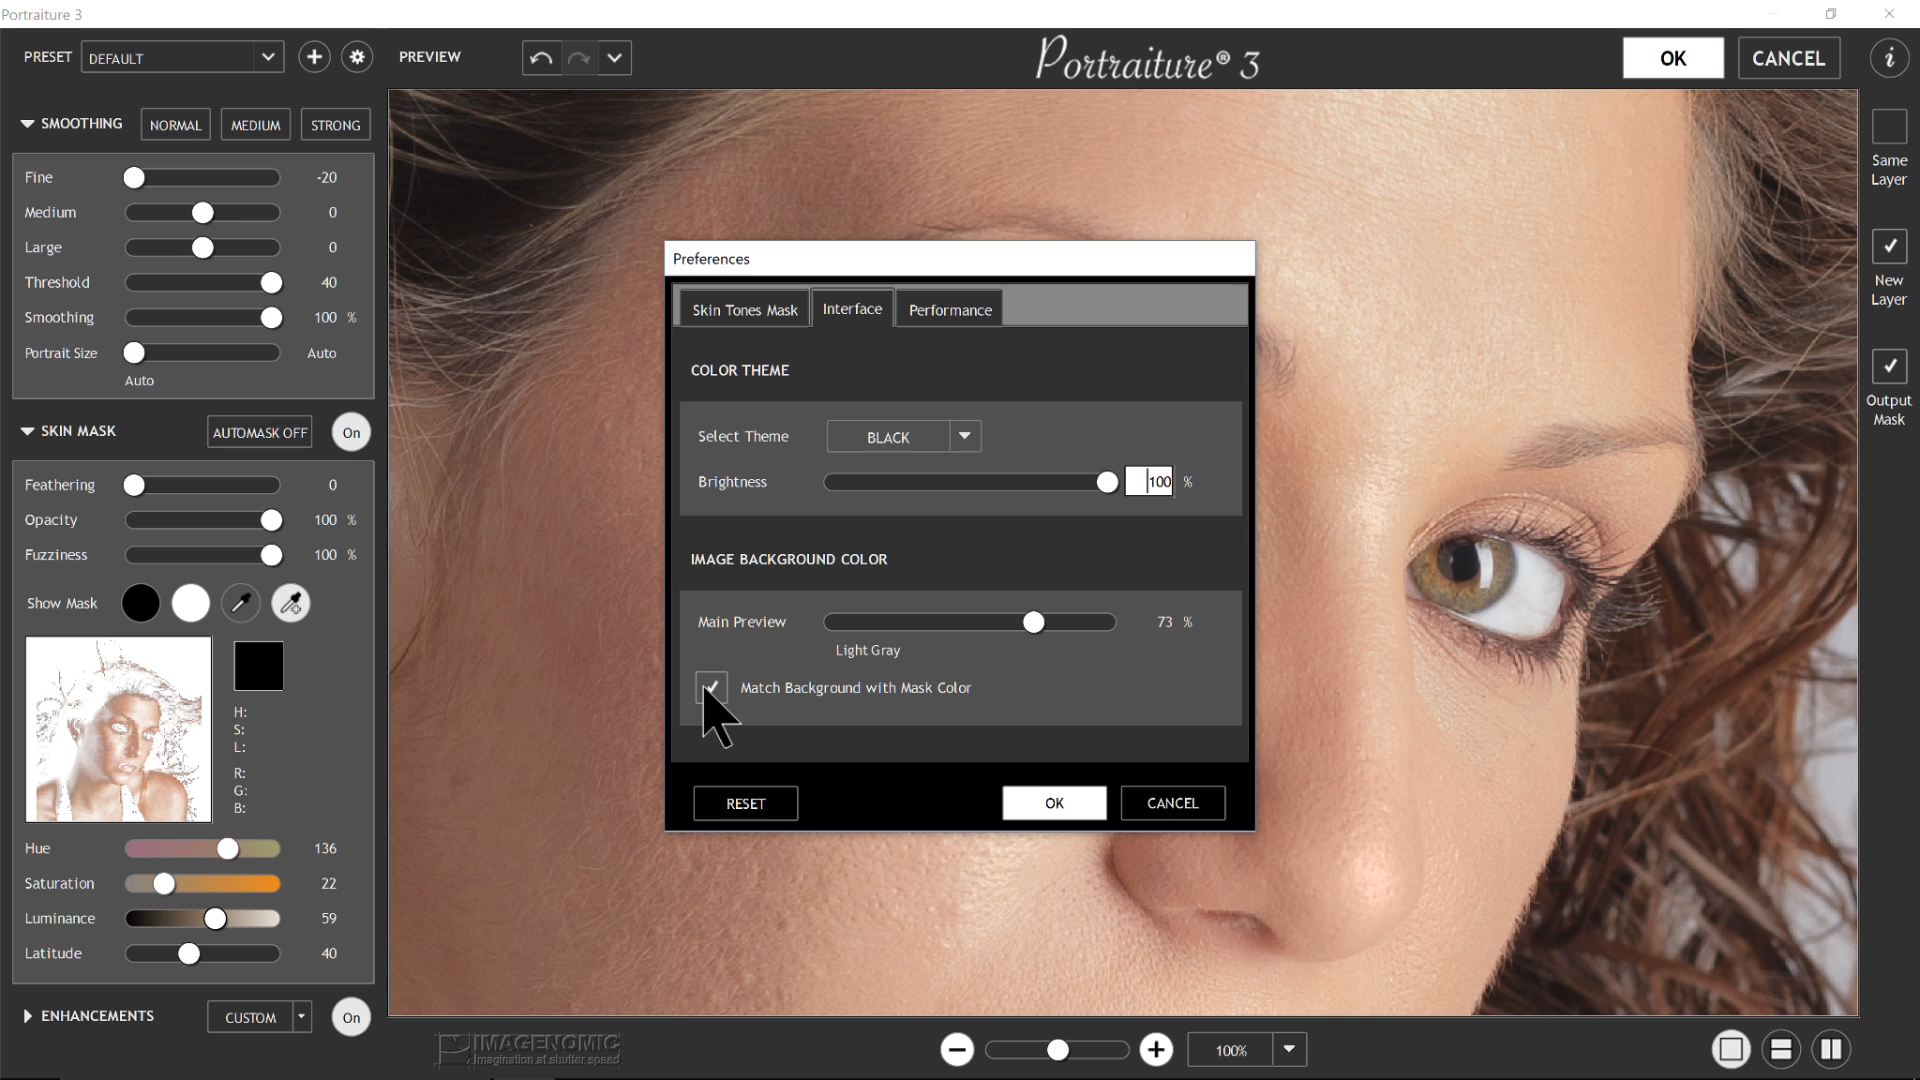 Portraiture 3
PRESET DEFAULT PREVIEW Portraiture® 3 OK CANCEL i
SMOOTHING NORMAL MEDIUM STRONG
Fine -20
Medium 0
Large 0
Threshold 40
Smoothing 100 %
Portrait Size Auto
Auto
SKIN MASK AUTOMASK OFF On
Feathering 0
Opacity 100 %
Fuzziness 100 %
Show Mask
H:
S:
L:
R:
G:
B:
Hue 136
Saturation 22
Luminance 59
Latitude 40
ENHANCEMENTS CUSTOM On
Preferences
Skin Tones Mask Interface Performance
COLOR THEME
Select Theme BLACK
Brightness 100 %
IMAGE BACKGROUND COLOR
Main Preview 73 %
Light Gray
Match Background with Mask Color
RESET OK CANCEL
Same
Layer
New
Layer
Output
Mask
IMAGENOMIC
Imagination at shutter speed
100%